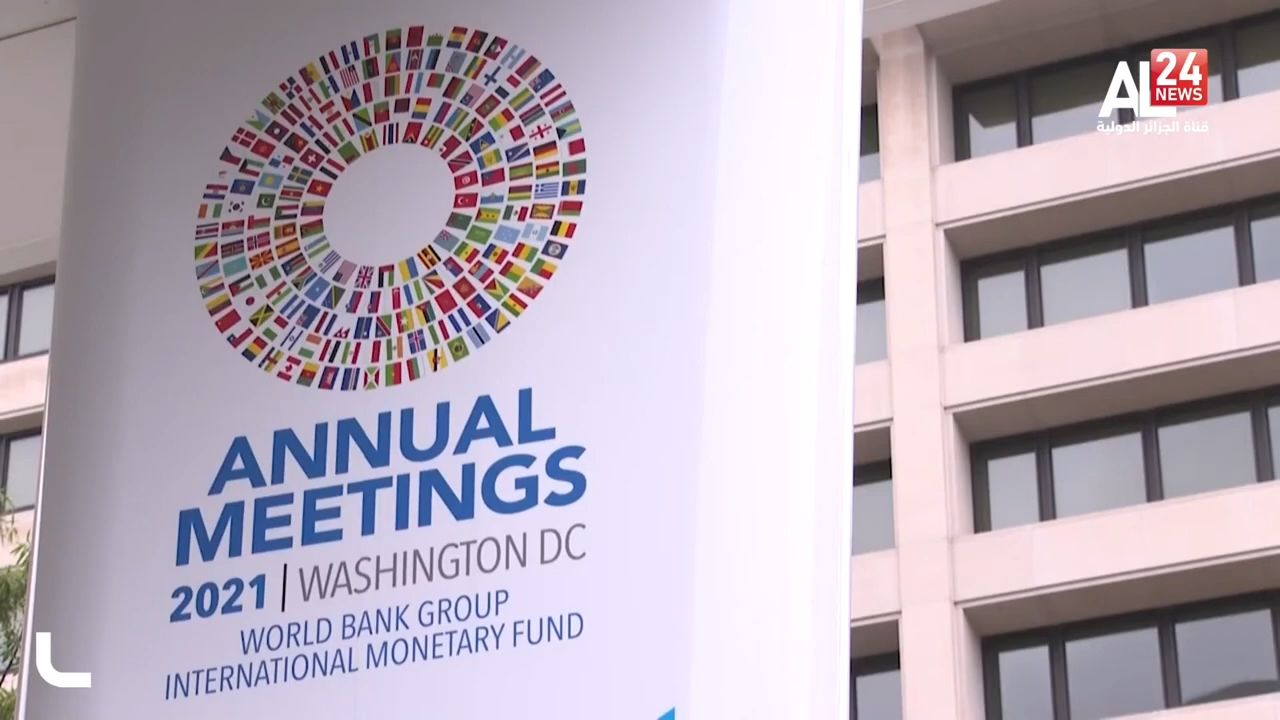 AL
24
NEWS
قناة الجزائر الدولية
ANNUAL
MEETINGS
2021 | WASHINGTON DC
WORLD BANK GROUP
INTERNATIONAL MONETARY FUND